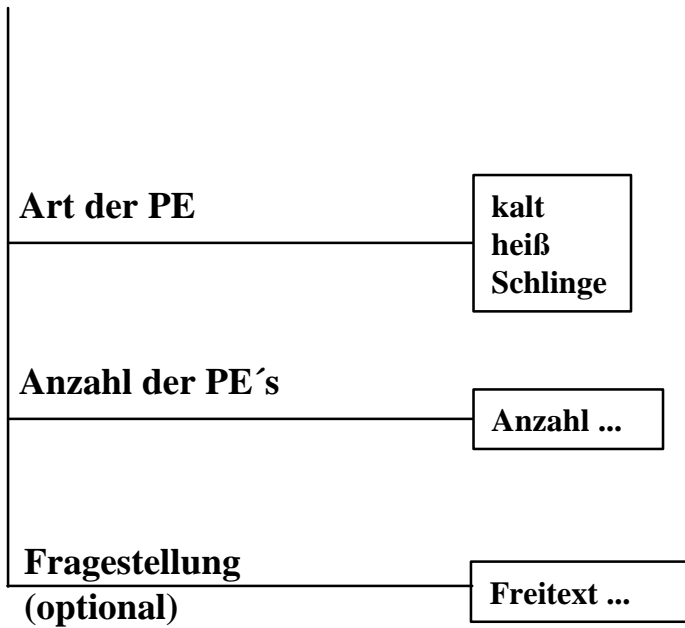 Art der PE
kalt
heiß
Schlinge
Anzahl der PE´s
Anzahl ...
Fragestellung
(optional)
Freitext ...